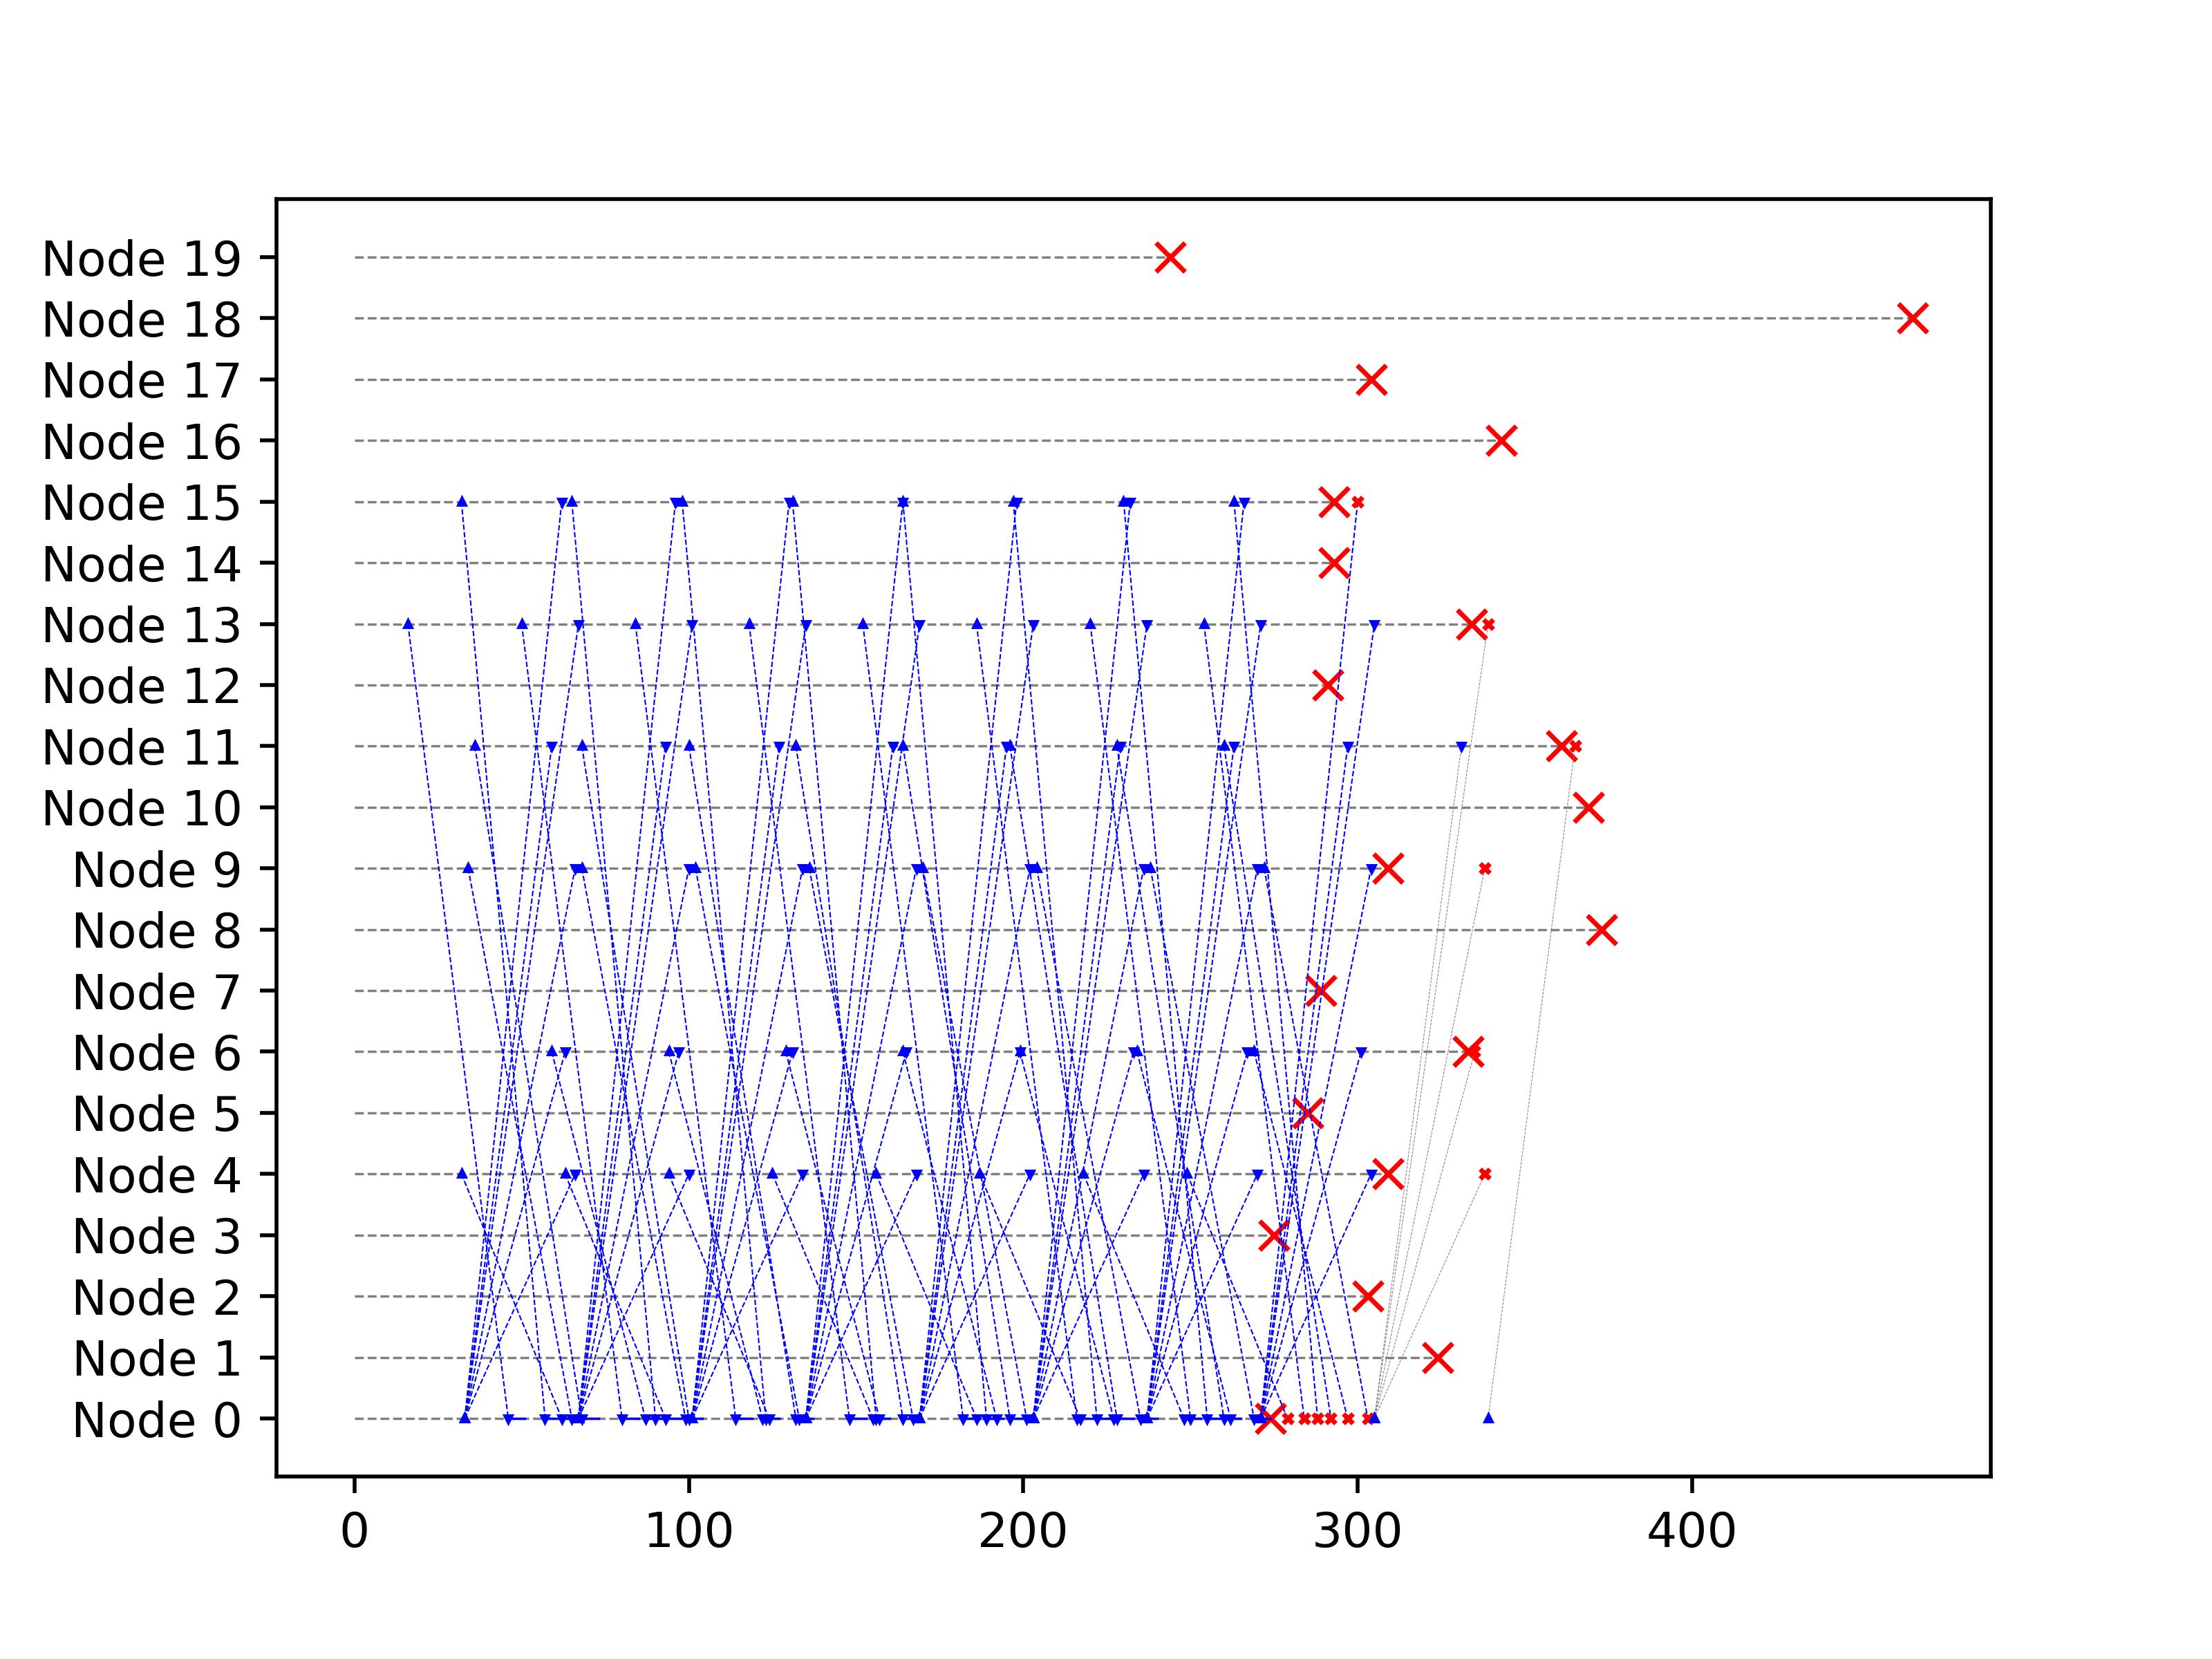 Node 19
Node 18
Node 17
Node 16
Node 15
Node 14
Node 13
Node 12
Node 11
Node 10
Node 9
Node 8
Node 7
Node 6
Node 5
Node 4
Node 3
Node 2
Node 1
Node 0
0 100 200 300 400